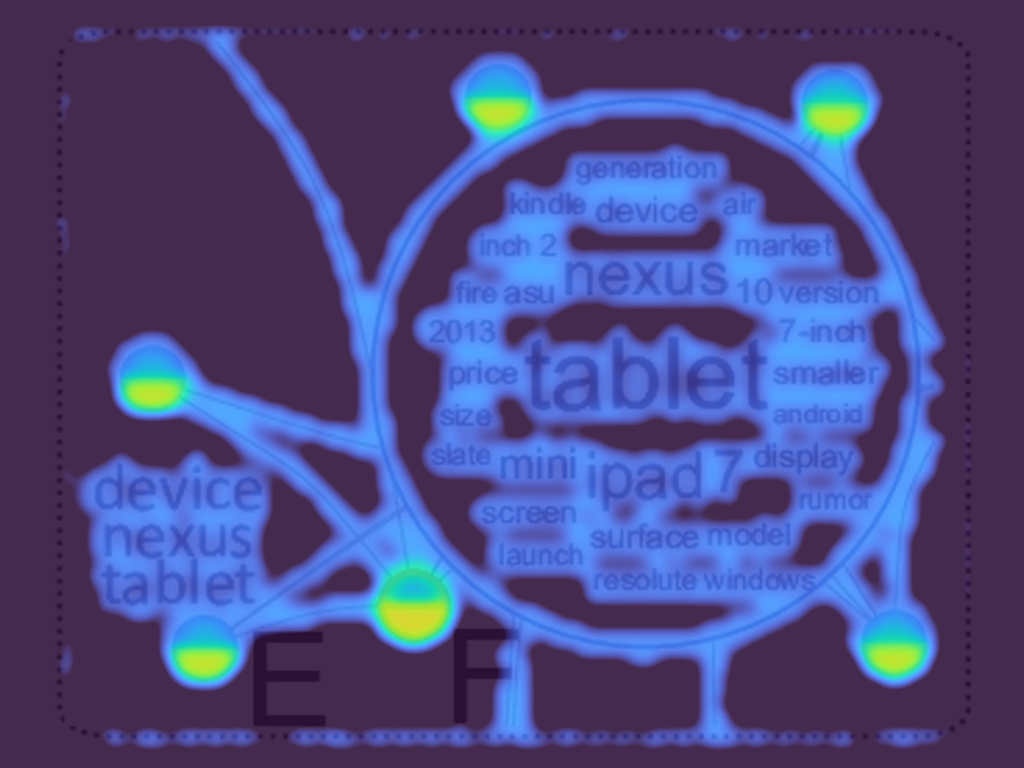 generation
kindle device air
inch 2 market
nexus
fire asu 10 version
2013 7-inch
tablet
price smaller
size android
slate mini ipad 7 display
screen rumor
surface model
launch
resolute windows
device
nexus
tablet
E F